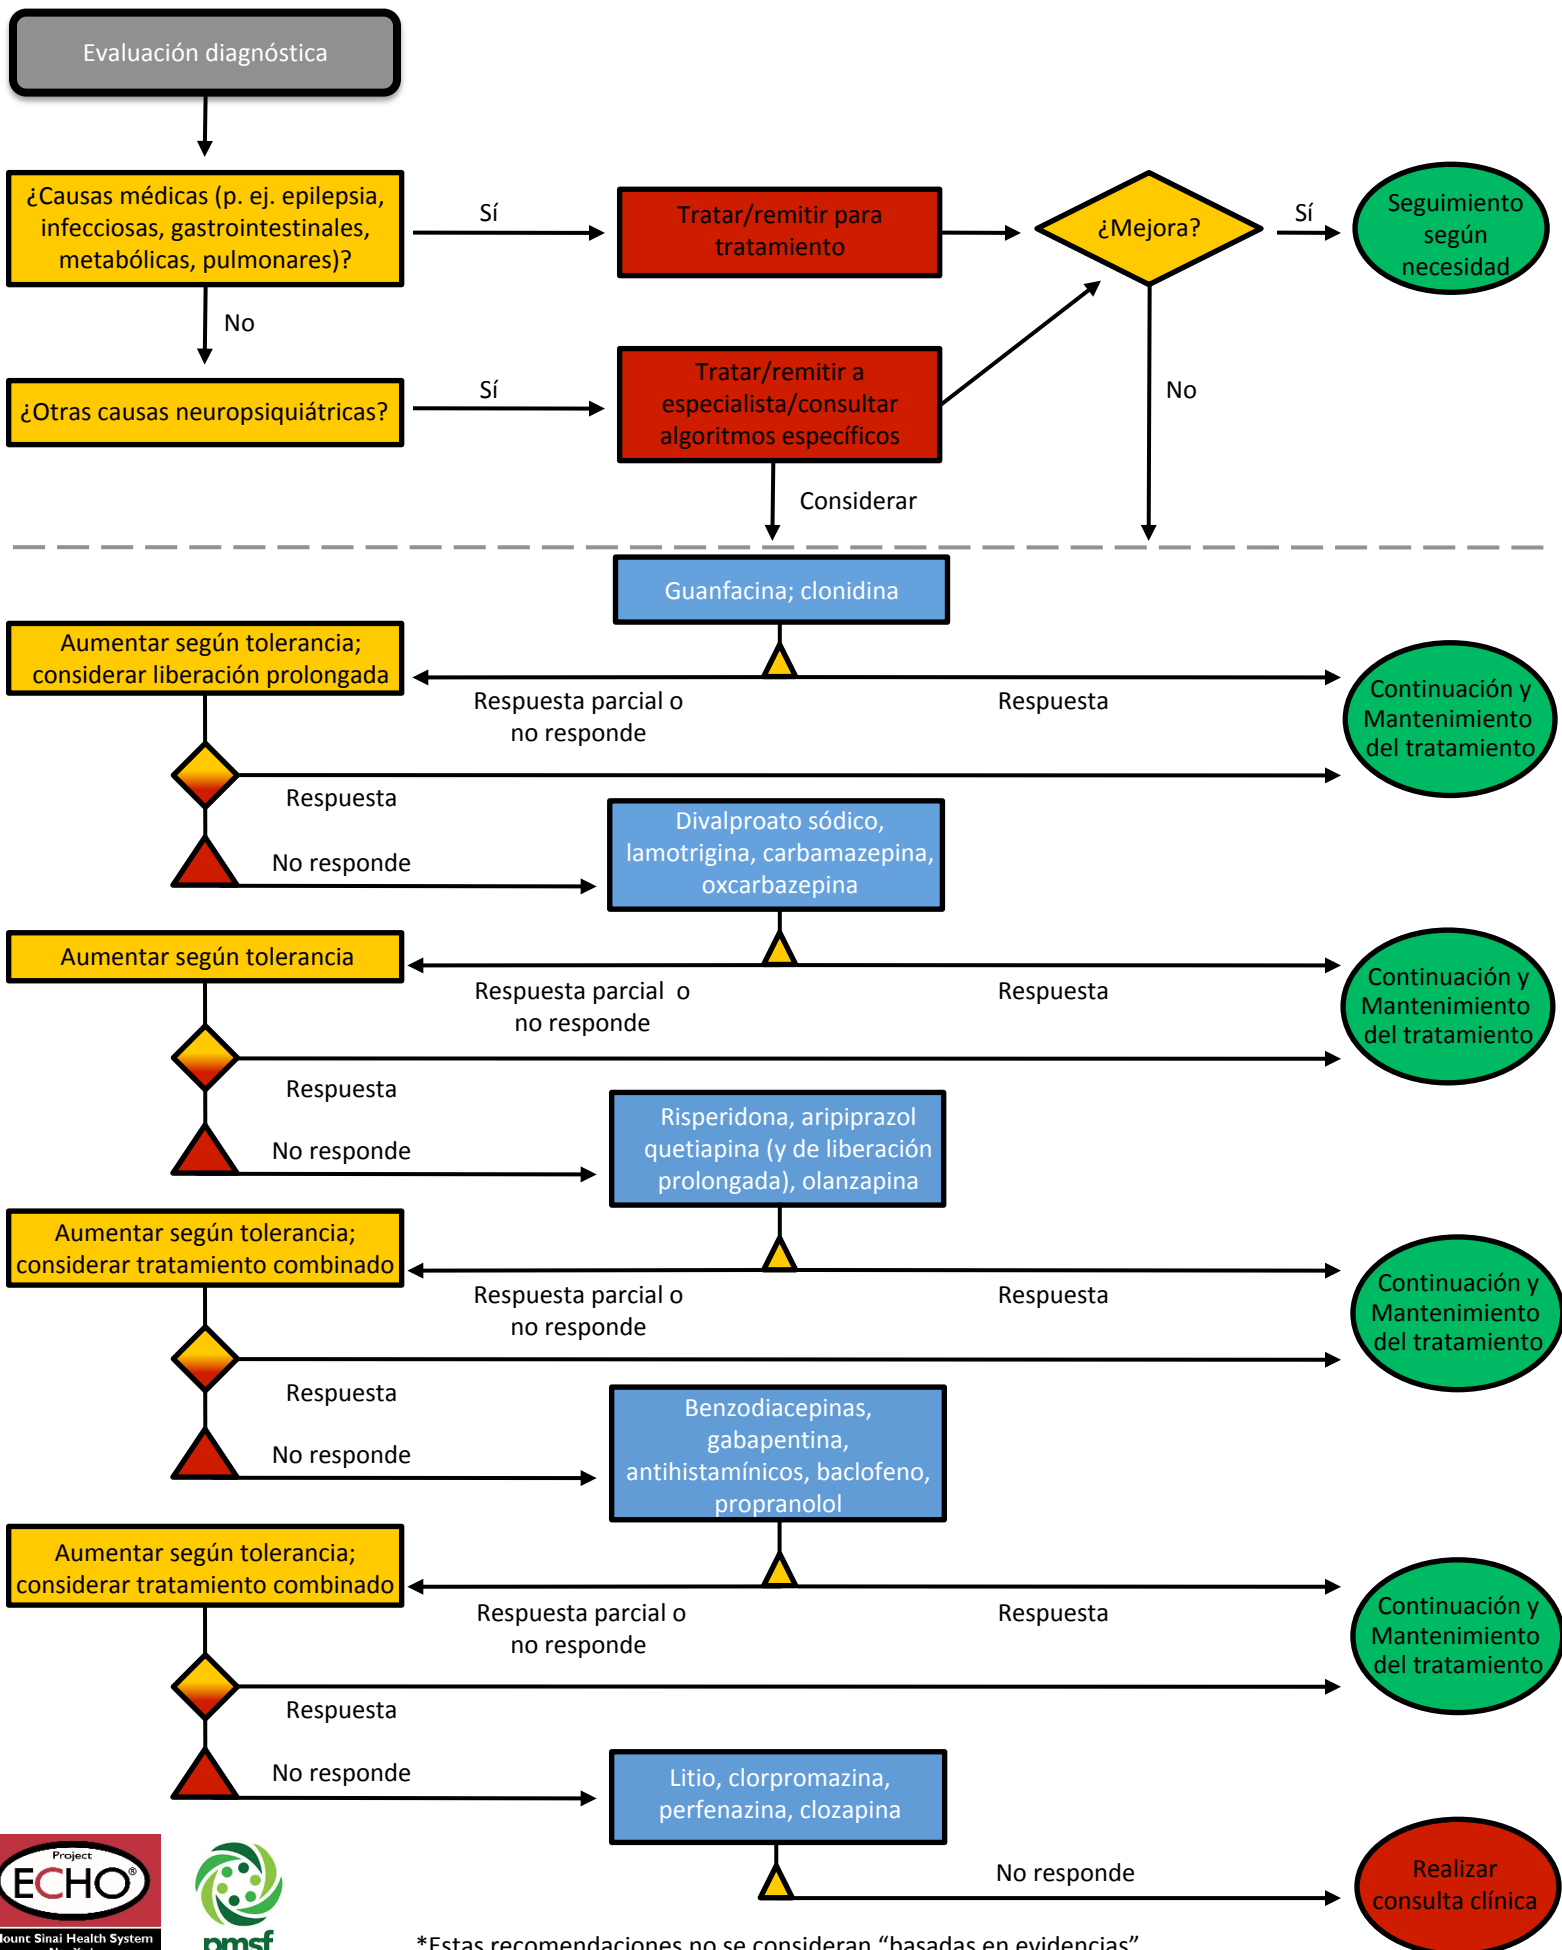 Evaluación diagnóstica
¿Causas médicas (p. ej. epilepsia,
infecciosas, gastrointestinales,
metabólicas, pulmonares)?
Sí
Tratar/remitir para
tratamiento
¿Mejora?
Sí
Seguimiento
según
necesidad
No
¿Otras causas neuropsiquiátricas?
Sí
Tratar/remitir a
especialista/consultar
algoritmos específicos
No
Considerar
Guanfacina; clonidina
Aumentar según tolerancia;
considerar liberación prolongada
Respuesta parcial o
no responde
Respuesta
Continuación y
Mantenimiento
del tratamiento
Respuesta
No responde
Divalproato sódico,
lamotrigina, carbamazepina,
oxcarbazepina
Aumentar según tolerancia
Respuesta parcial o
no responde
Respuesta
Continuación y
Mantenimiento
del tratamiento
Respuesta
No responde
Risperidona, aripiprazol
quetiapina (y de liberación
prolongada), olanzapina
Aumentar según tolerancia;
considerar tratamiento combinado
Respuesta parcial o
no responde
Respuesta
Continuación y
Mantenimiento
del tratamiento
Respuesta
No responde
Benzodiacepinas,
gabapentina,
antihistamínicos, baclofeno,
propranolol
Aumentar según tolerancia;
considerar tratamiento combinado
Respuesta parcial o
no responde
Respuesta
Continuación y
Mantenimiento
del tratamiento
Respuesta
No responde
Litio, clorpromazina,
perfenazina, clozapina
No responde
Realizar
consulta clínica
Project
ECHO®
Mount Sinai Health System
pmsf
*Estas recomendaciones no se consideran “basadas en evidencias”